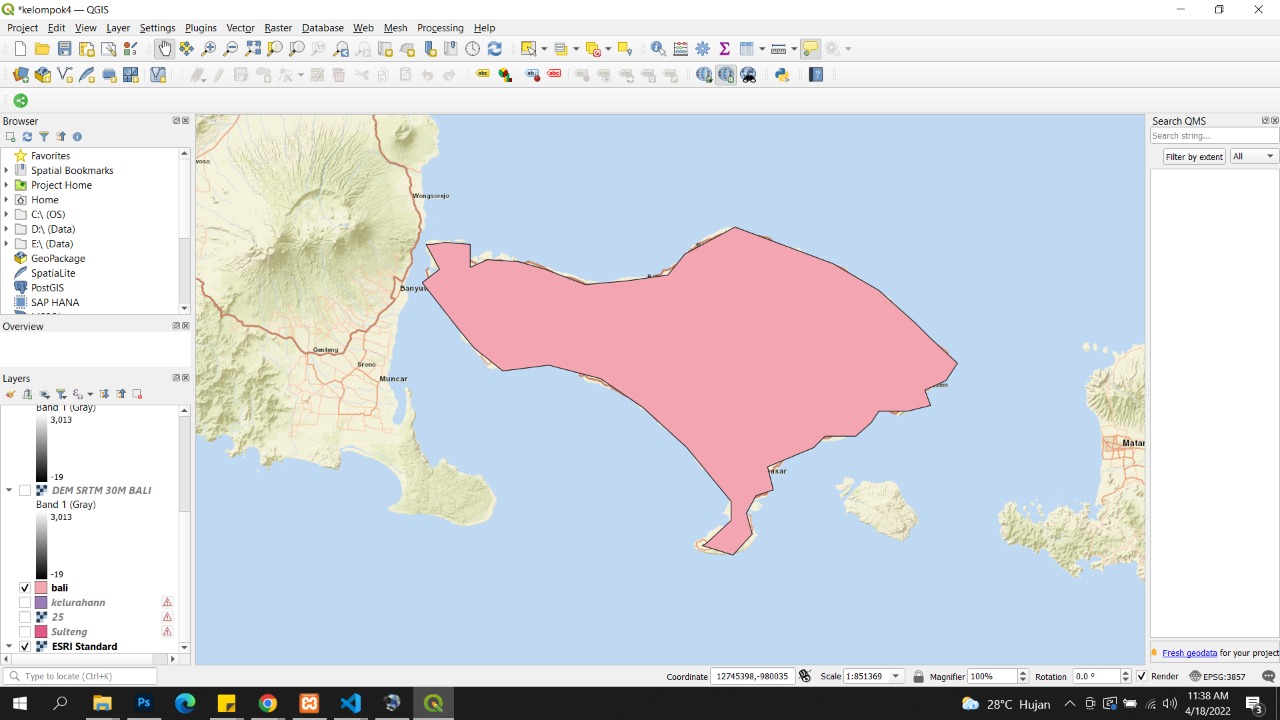 *kelompok4 — QGIS
Project Edit View Layer Settings Plugins Vector Raster Database Web Mesh Processing Help
Browser
Favorites
Spatial Bookmarks
Project Home
Home
C:\ (OS)
D:\ (Data)
E:\ (Data)
GeoPackage
SpatiaLite
PostGIS
SAP HANA
Overview
Layers
Band 1 (Gray)
3,013
-19
DEM SRTM 30M BALI
Band 1 (Gray)
3,013
-19
bali
kelurahann
25
Sulteng
ESRI Standard
Wongsorejo
Banyuw
Genteng
Srono
Muncar
asar
Matar
Search QMS
Search string...
Filter by extent All
Fresh geodata for your project
Type to locate (Ctrl+K) Coordinate 12745398,-980035 Scale 1:851369 Magnifier 100% Rotation 0.0 ° Render EPSG:3857
28°C Hujan
11:38 AM
4/18/2022
3